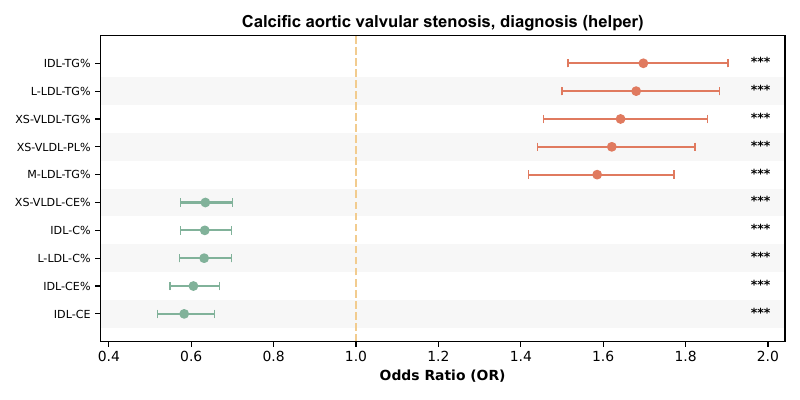 Calcific aortic valvular stenosis, diagnosis (helper)
IDL-TG% ***
L-LDL-TG% ***
XS-VLDL-TG% ***
XS-VLDL-PL% ***
M-LDL-TG% ***
XS-VLDL-CE% ***
IDL-C% ***
L-LDL-C% ***
IDL-CE% ***
IDL-CE ***
0.4 0.6 0.8 1.0 1.2 1.4 1.6 1.8 2.0
Odds Ratio (OR)